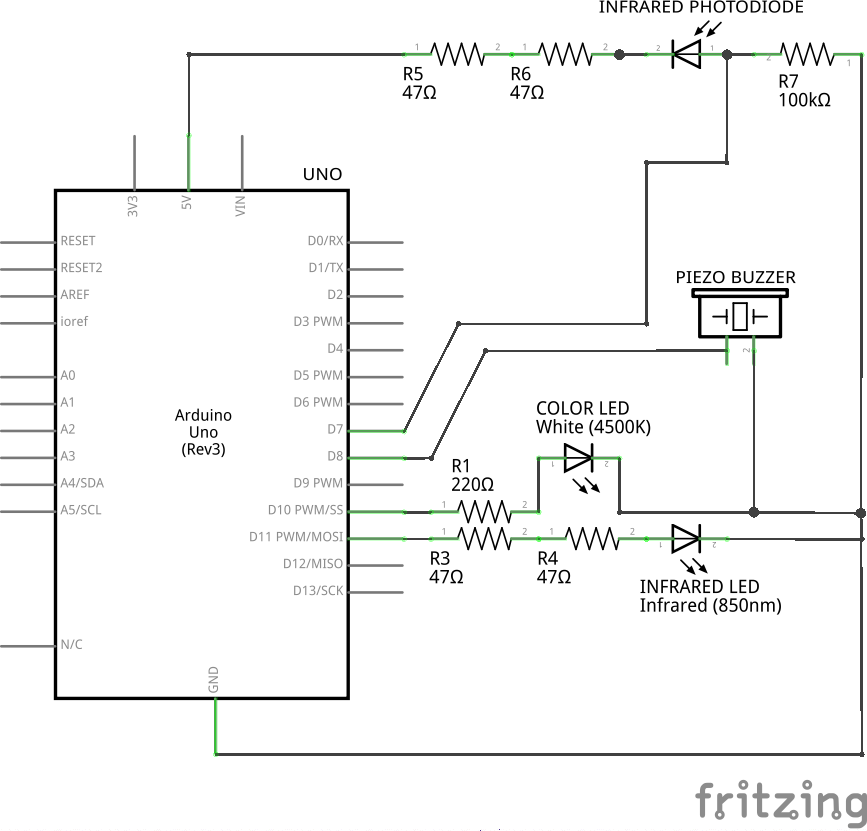 INFRARED PHOTODIODE
1 2 1 2 2 1 2 1
R5
47Ω
R6
47Ω
R7
100kΩ
UNO
3V3
5V
VIN
RESET
RESET2
AREF
ioref
A0
A1
A2
A3
A4/SDA
A5/SCL
N/C
Arduino
Uno
(Rev3)
D0/RX
D1/TX
D2
D3 PWM
D4
D5 PWM
D6 PWM
D7
D8
D9 PWM
D10 PWM/SS
D11 PWM/MOSI
D12/MISO
D13/SCK
GND
PIEZO BUZZER
2
COLOR LED
White (4500K)
1 2
R1
220Ω
1 2
1 2 1 2 1 2
R3
47Ω
R4
47Ω
INFRARED LED
Infrared (850nm)
fritzing